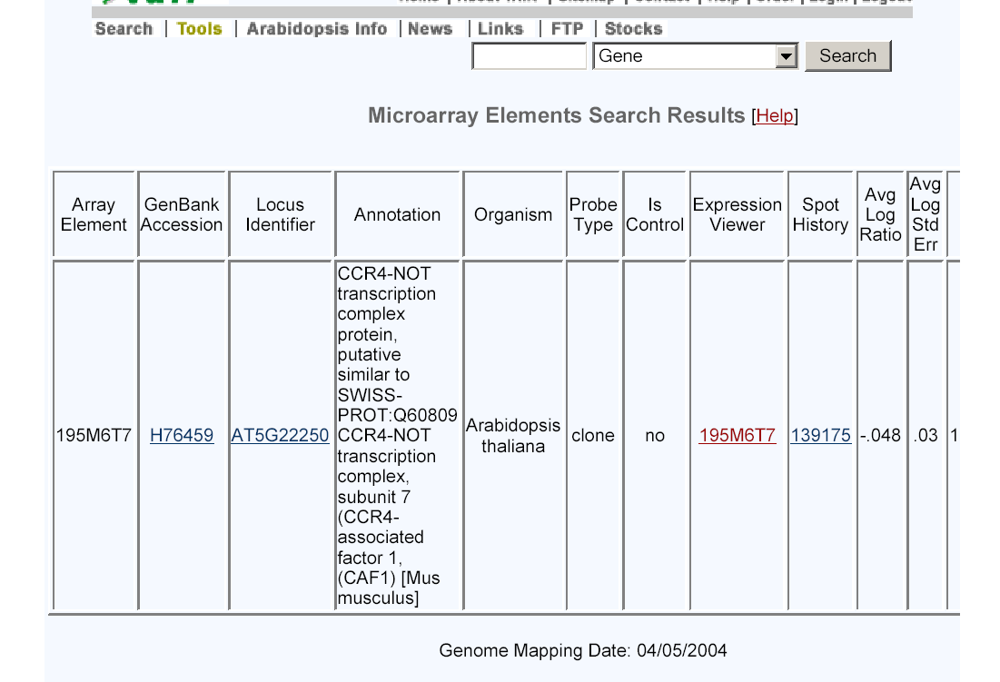 Search | Tools | Arabidopsis Info | News | Links | FTP | Stocks
Gene Search
Microarray Elements Search Results [Help]
Array Element GenBank Accession Locus Identifier Annotation Organism Probe Type Is Control Expression Viewer Spot History Avg Log Ratio Avg Log Std Err
195M6T7 H76459 AT5G22250
CCR4-NOT
transcription
complex
protein,
putative
similar to
SWISS-
PROT:Q60809
CCR4-NOT
transcription
complex,
subunit 7
(CCR4-
associated
factor 1,
(CAF1) [Mus
musculus]
Arabidopsis
thaliana
clone no 195M6T7 139175 -.048 .03 1
Genome Mapping Date: 04/05/2004